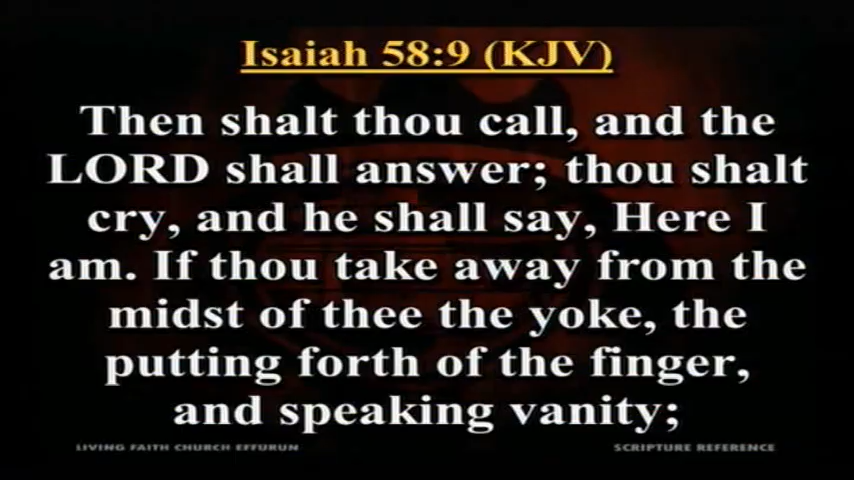 Isaiah 58:9 (KJV)
Then shalt thou call, and the
LORD shall answer; thou shalt
cry, and he shall say, Here I
am. If thou take away from the
midst of thee the yoke, the
putting forth of the finger,
and speaking vanity;
LIVING FAITH CHURCH EFFURUN
SCRIPTURE REFERENCE